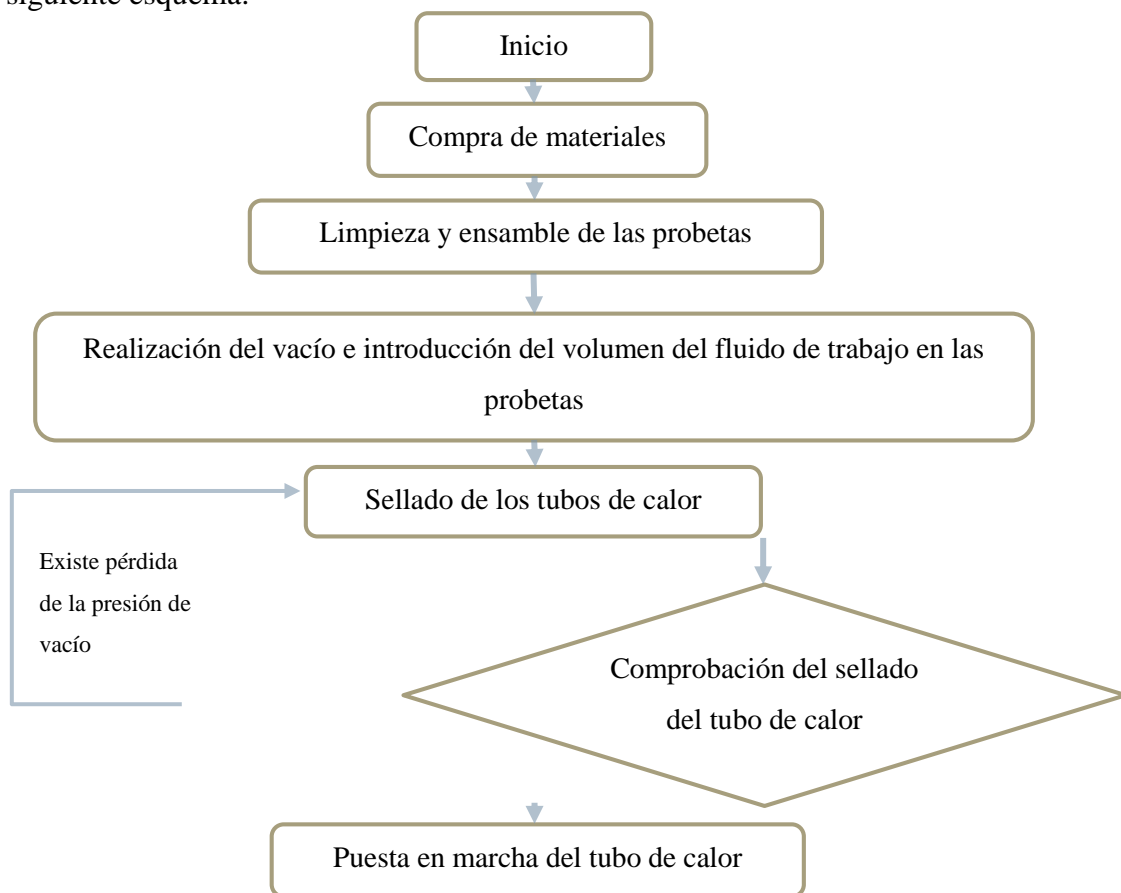 siguiente esquema:
Inicio
Compra de materiales
Limpieza y ensamble de las probetas
Realización del vacío e introducción del volumen del fluido de trabajo en las
probetas
Sellado de los tubos de calor
Existe pérdida
de la presión de
vacío
Comprobación del sellado
del tubo de calor
Puesta en marcha del tubo de calor